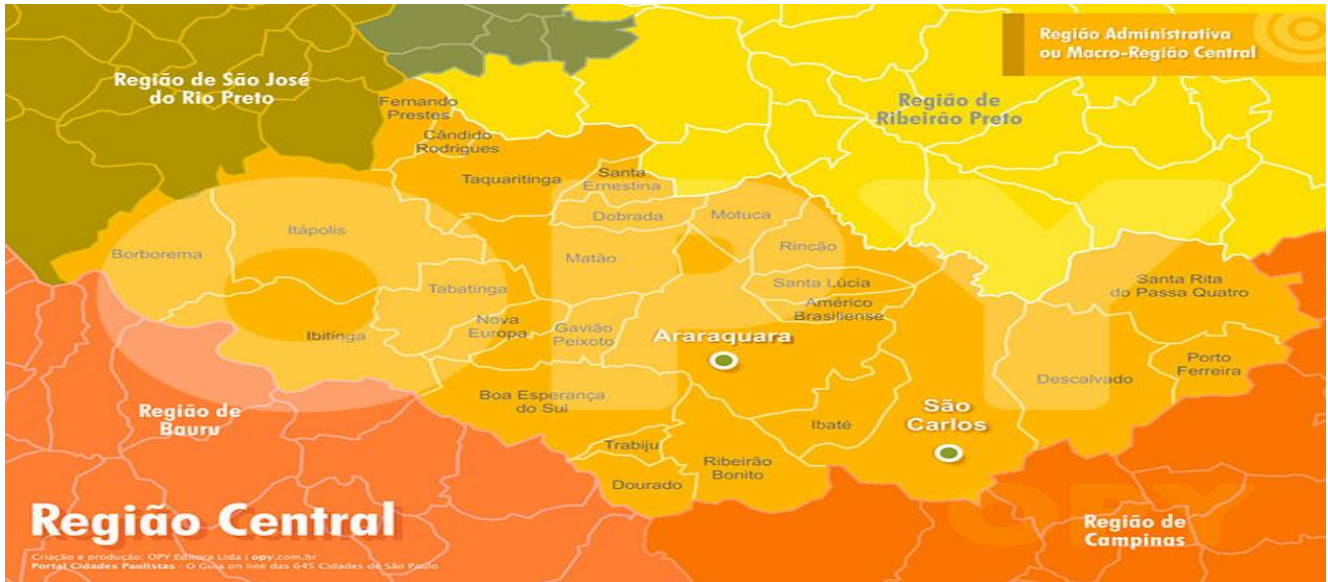 Região Administrativa
ou Macro-Região Central
Região de São José
do Rio Preto
Região de
Ribeirão Preto
Fernando
Prestes
Cândido
Rodrigues
Taquaritinga
Santa
Ernestina
Dobrada
Motuca
Itápolis
Borborema
Matão
Rincão
Tabatinga
Santa Lúcia
Santa Rita
do Passa Quatro
Américo
Brasiliense
Ibitinga
Nova
Europa
Gavião
Peixoto
Araraquara
Porto
Ferreira
Descalvado
Boa Esperança
do Sul
São
Carlos
Região de
Bauru
Ibaté
Trabiju
Ribeirão
Bonito
Dourado
Região Central
Região de
Campinas
Criação e produção: OPY Editora Ltda | opy.com.br
Portal Cidades Paulistas - O Guia on line das 645 Cidades de São Paulo
OPY
OPY